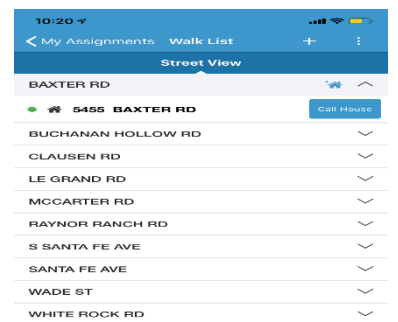 10:20
My Assignments Walk List
Street View
BAXTER RD
5455 BAXTER RD Call House
BUCHANAN HOLLOW RD
CLAUSEN RD
LE GRAND RD
MCCARTER RD
RAYNOR RANCH RD
S SANTA FE AVE
SANTA FE AVE
WADE ST
WHITE ROCK RD